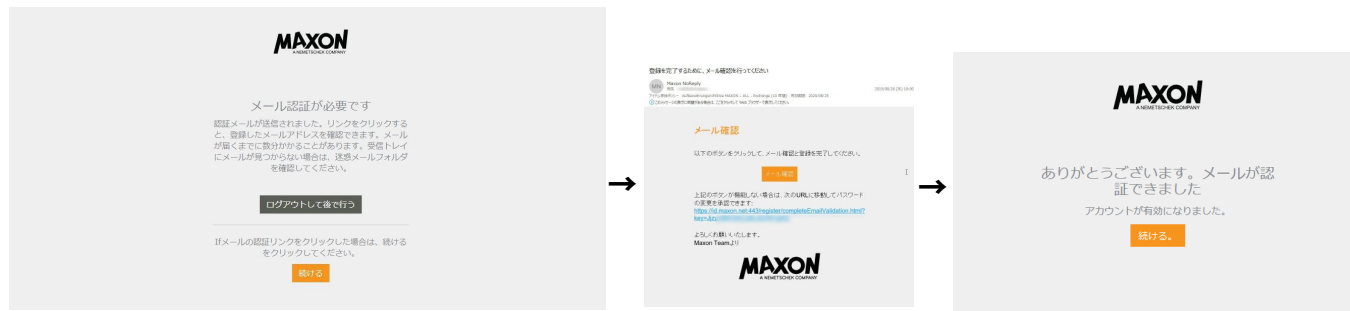 MAXON
A NEMETSCHEK COMPANY
メール認証が必要です
認証メールが送信されました。リンクをクリックする
と、登録したメールアドレスを確認できます。メール
が届くまでに数分かかることがあります。受信トレイ
にメールが見つからない場合は、迷惑メールフォルダ
を確認してください。
ログアウトして後で行う
Ifメールの認証リンクをクリックした場合は、続ける
をクリックしてください。
続ける
→
登録を完了するために、メール確認を行ってください
MN
Maxon NoReply
宛先
メール確認
以下のボタンをクリックして、メール確認と登録を完了してください。
メール確認
上記のボタンが機能しない場合は、次のURLに移動してパスワード
の変更を承認できます:
https://id.maxon.net:443/register/completeEmailValidation.html?
よろしくお願いいたします。
Maxon Teamより
MAXON
A NEMETSCHEK COMPANY
→
MAXON
A NEMETSCHEK COMPANY
ありがとうございます。メールが認
証できました
アカウントが有効になりました。
続ける。